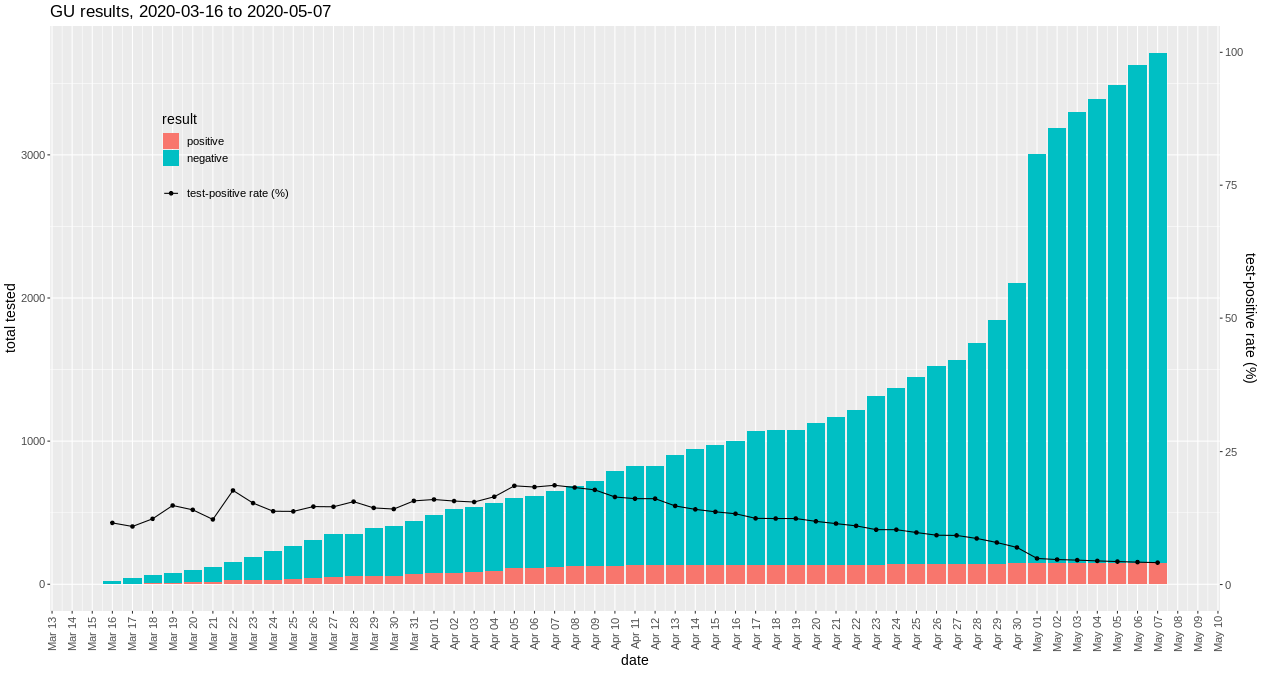 GU results, 2020-03-16 to 2020-05-07
total tested
3000
2000
1000
0
result
positive
negative
test-positive rate (%)
100
75
50
25
0
test-positive rate (%)
Mar 13
Mar 14
Mar 15
Mar 16
Mar 17
Mar 18
Mar 19
Mar 20
Mar 21
Mar 22
Mar 23
Mar 24
Mar 25
Mar 26
Mar 27
Mar 28
Mar 29
Mar 30
Mar 31
Apr 01
Apr 02
Apr 03
Apr 04
Apr 05
Apr 06
Apr 07
Apr 08
Apr 09
Apr 10
Apr 11
Apr 12
Apr 13
Apr 14
Apr 15
Apr 16
Apr 17
Apr 18
Apr 19
Apr 20
Apr 21
Apr 22
Apr 23
Apr 24
Apr 25
Apr 26
Apr 27
Apr 28
Apr 29
Apr 30
May 01
May 02
May 03
May 04
May 05
May 06
May 07
May 08
May 09
May 10
date